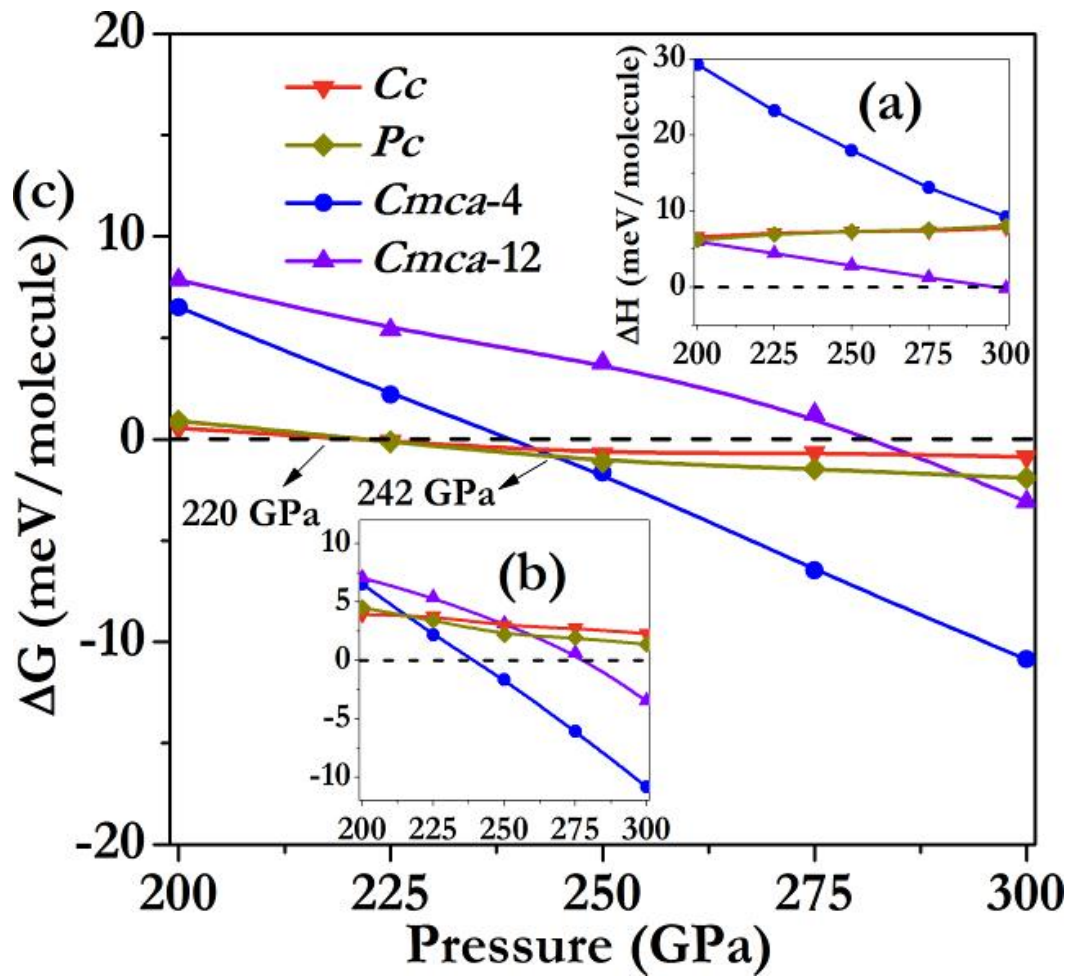 (c)
ΔG (meV/molecule)
20
10
0
-10
-20
200 225 250 275 300
Pressure (GPa)
Cc
Pc
Cmca-4
Cmca-12
220 GPa
242 GPa
(a)
ΔH (meV/molecule)
30
20
10
0
200 225 250 275 300
(b)
10
5
0
-5
-10
200 225 250 275 300